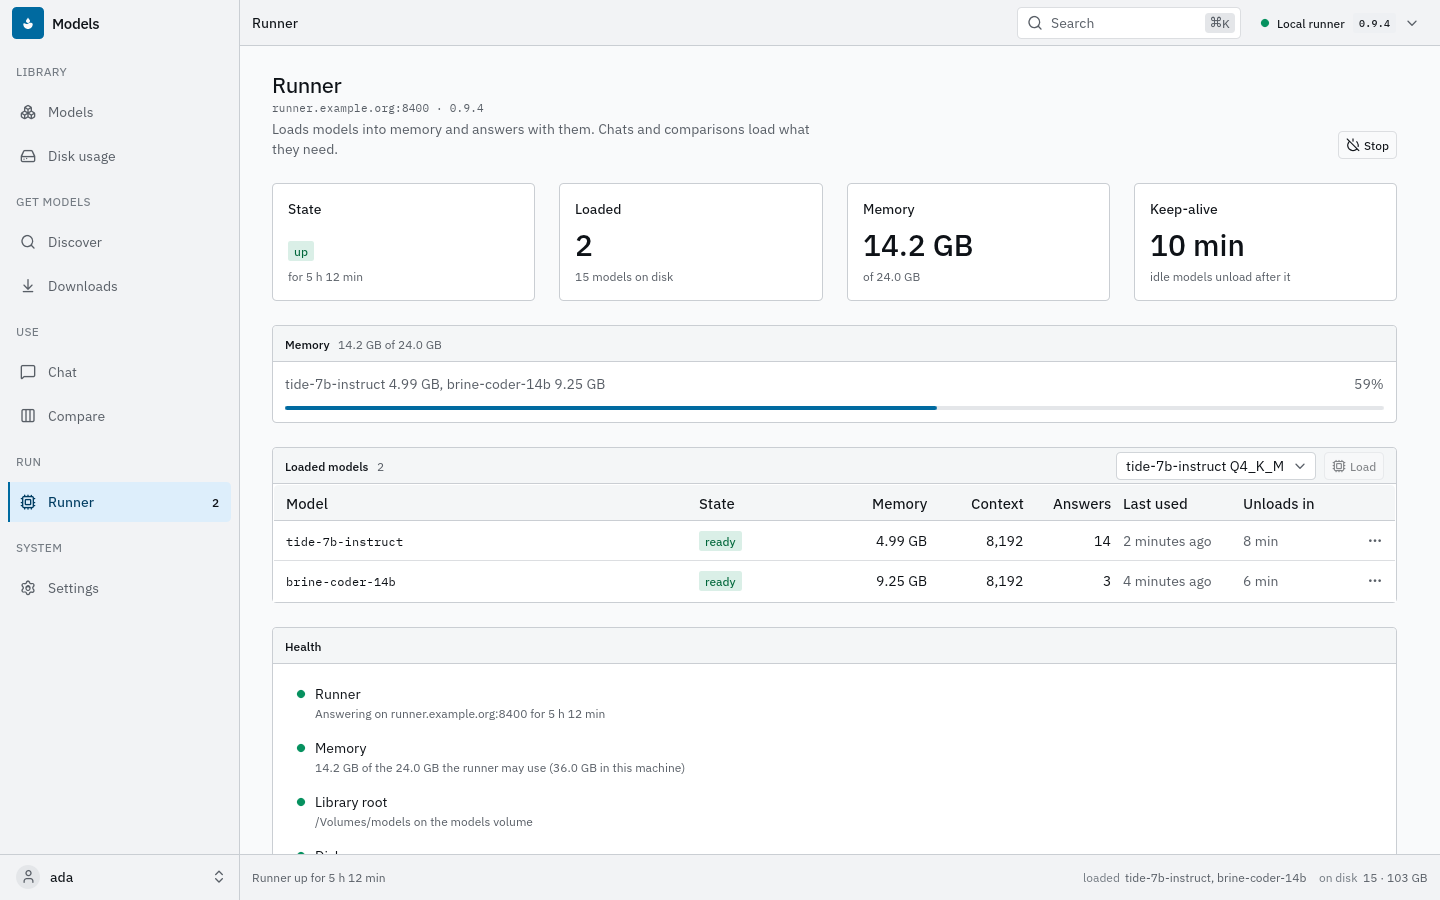 Models
Runner
Search
⌘K
Local runner
0.9.4
LIBRARY
Models
Disk usage
GET MODELS
Discover
Downloads
USE
Chat
Compare
RUN
Runner
2
SYSTEM
Settings
ada
Runner
runner.example.org:8400 · 0.9.4
Loads models into memory and answers with them. Chats and comparisons load what
they need.
Stop
State
up
for 5 h 12 min
Loaded
2
15 models on disk
Memory
14.2 GB
of 24.0 GB
Keep-alive
10 min
idle models unload after it
Memory 14.2 GB of 24.0 GB
tide-7b-instruct 4.99 GB, brine-coder-14b 9.25 GB 59%
Loaded models 2
tide-7b-instruct Q4_K_M
Load
Model State Memory Context Answers Last used Unloads in
tide-7b-instruct ready 4.99 GB 8,192 14 2 minutes ago 8 min
brine-coder-14b ready 9.25 GB 8,192 3 4 minutes ago 6 min
Health
Runner
Answering on runner.example.org:8400 for 5 h 12 min
Memory
14.2 GB of the 24.0 GB the runner may use (36.0 GB in this machine)
Library root
/Volumes/models on the models volume
Runner up for 5 h 12 min
loaded tide-7b-instruct, brine-coder-14b on disk 15 · 103 GB